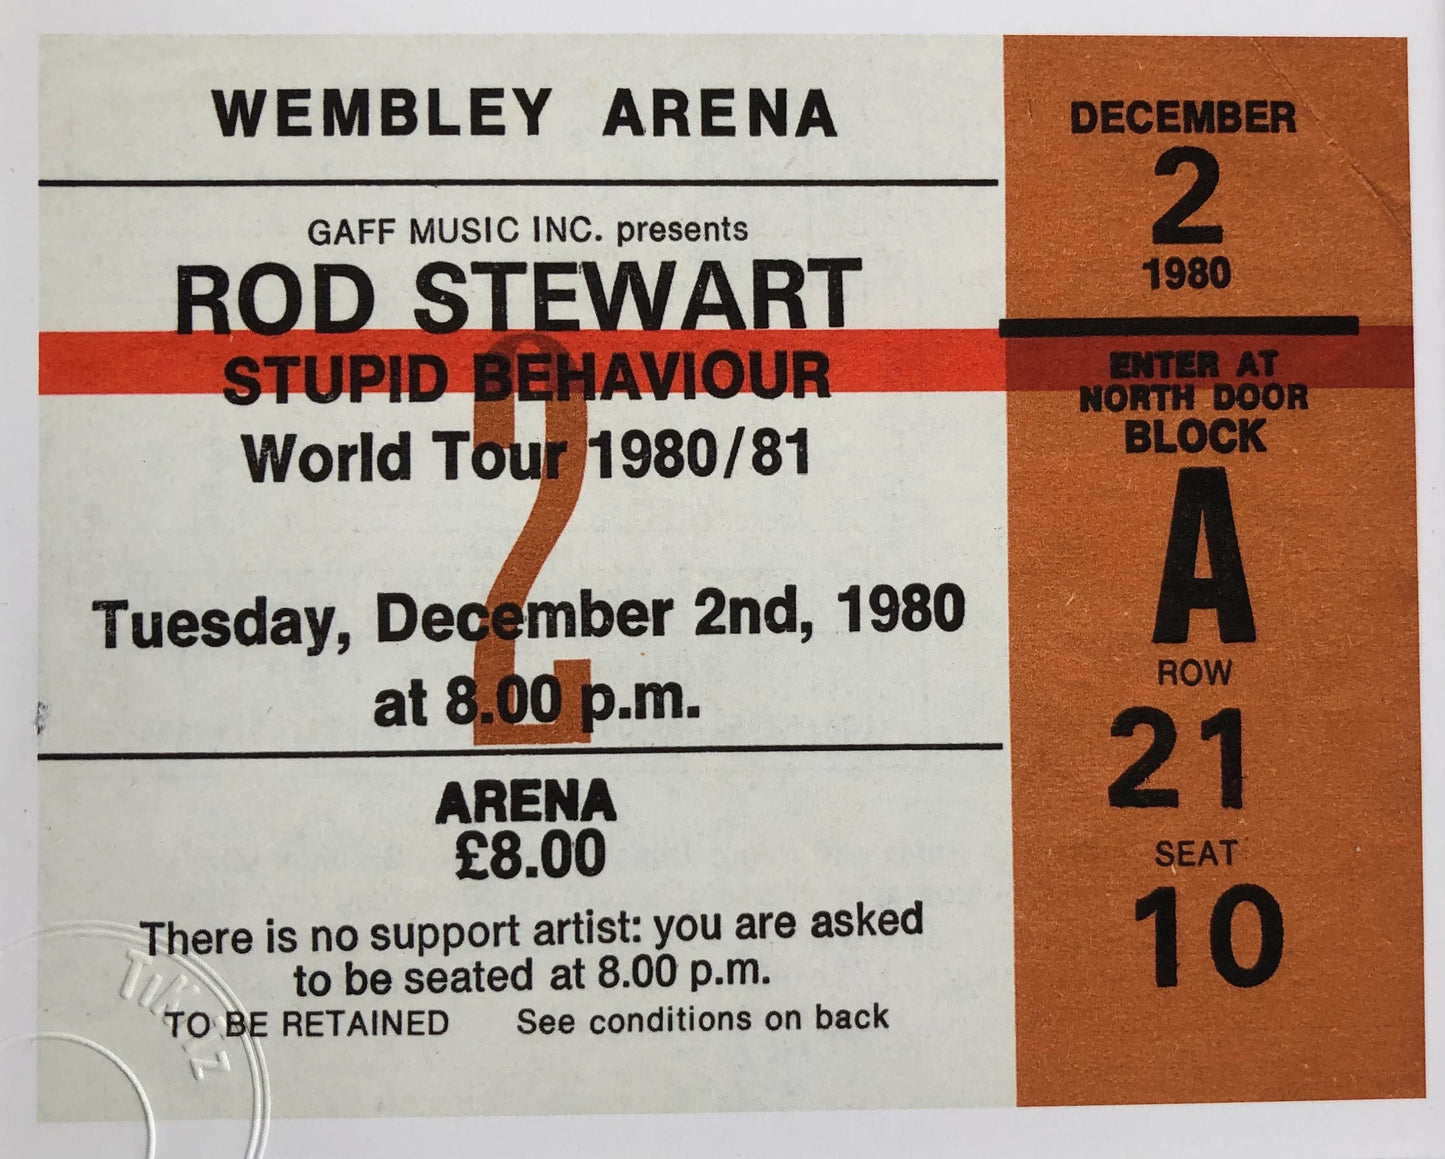 WEMBLEY ARENA
GAFF MUSIC INC. presents
ROD STEWART
STUPID BEHAVIOUR
World Tour 1980/81
2
Tuesday, December 2nd, 1980
at 8.00 p.m.
ARENA
£8.00
There is no support artist: you are asked
to be seated at 8.00 p.m.
TO BE RETAINED See conditions on back
DECEMBER
2
1980
ENTER AT
NORTH DOOR
BLOCK
A
ROW
21
SEAT
10